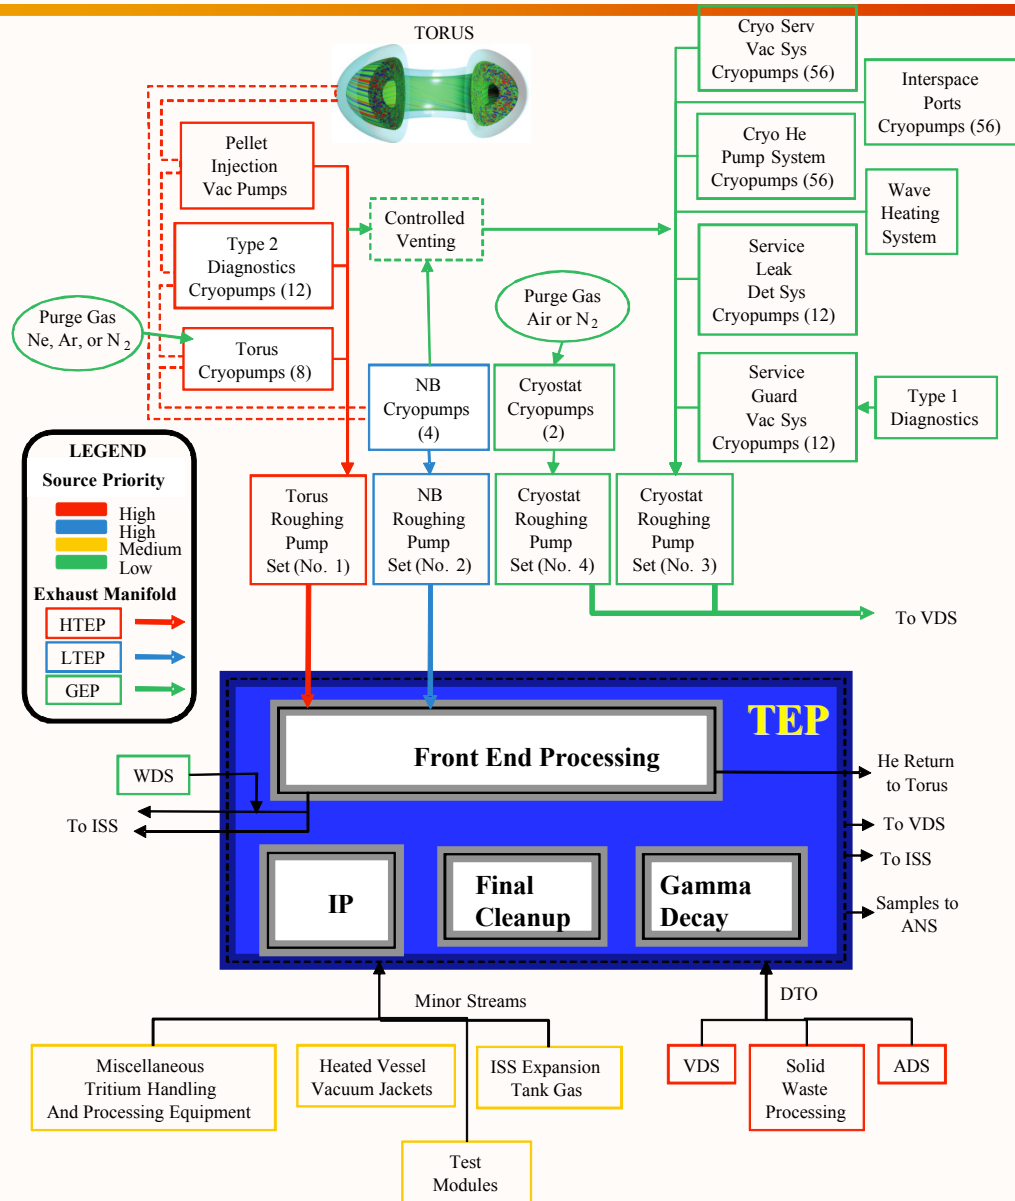 TORUS
Cryo Serv
Vac Sys
Cryopumps (56)
Interspace
Ports
Cryopumps (56)
Pellet
Injection
Vac Pumps
Cryo He
Pump System
Cryopumps (56)
Controlled
Venting
Wave
Heating
System
Type 2
Diagnostics
Cryopumps (12)
Service
Leak
Det Sys
Cryopumps (12)
Purge Gas
Ne, Ar, or N2
Purge Gas
Air or N2
Torus
Cryopumps (8)
NB
Cryopumps
(4)
Cryostat
Cryopumps
(2)
Service
Guard
Vac Sys
Cryopumps (12)
Type 1
Diagnostics
LEGEND
Source Priority
High
High
Medium
Low
Exhaust Manifold
HTEP
LTEP
GEP
Torus
Roughing
Pump
Set (No. 1)
NB
Roughing
Pump
Set (No. 2)
Cryostat
Roughing
Pump
Set (No. 4)
Cryostat
Roughing
Pump
Set (No. 3)
To VDS
TEP
Front End Processing
WDS
To ISS
He Return
to Torus
To VDS
To ISS
Samples to
ANS
IP
Final
Cleanup
Gamma
Decay
Minor Streams
DTO
Miscellaneous
Tritium Handling
And Processing Equipment
Heated Vessel
Vacuum Jackets
ISS Expansion
Tank Gas
VDS
Solid
Waste
Processing
ADS
Test
Modules